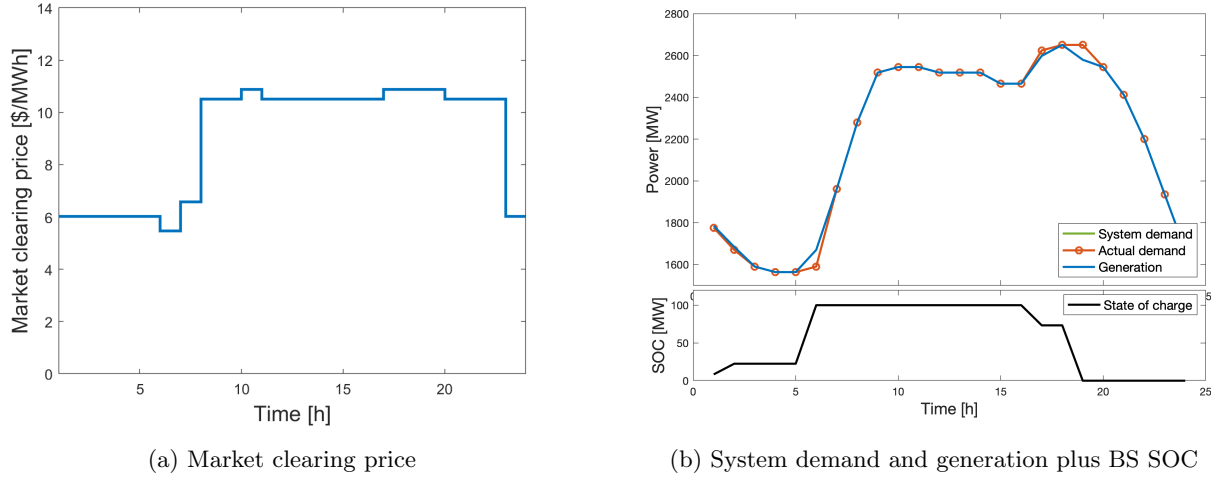 14
12
10
8
6
4
2
0
5
10
15
20
Market clearing price [$/MWh]
Time [h]
(a) Market clearing price
2800
2600
2400
2200
2000
1800
1600
Power [MW]
System demand
Actual demand
Generation
100
50
0
SOC [MW]
State of charge
0
5
10
15
20
25
Time [h]
(b) System demand and generation plus BS SOC